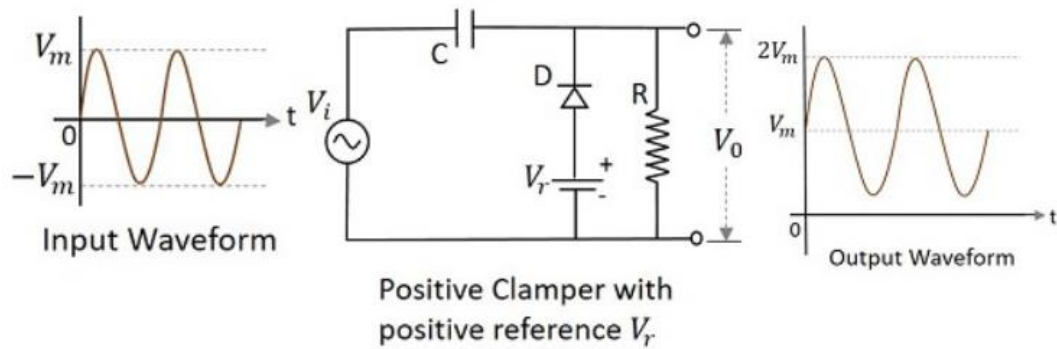 V_m
0
t
-V_m
Input Waveform
V_i
C
D
R
V_r
+
-
V_0
Positive Clamper with
positive reference V_r
2V_m
V_m
0
t
Output Waveform